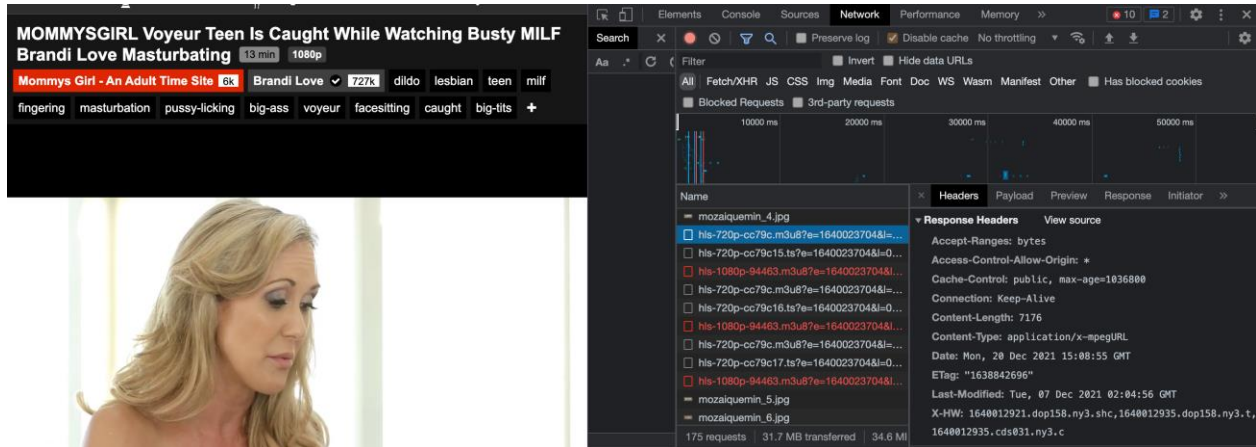 MOMMYSGIRL Voyeur Teen Is Caught While Watching Busty MILF
Brandi Love Masturbating 13 min 1080p
Mommys Girl - An Adult Time Site 6k Brandi Love 727k dildo lesbian teen milf
fingering masturbation pussy-licking big-ass voyeur facesitting caught big-tits +
Elements Console Sources Network Performance Memory » 10 2
Search × Preserve log Disable cache No throttling
Aa .* Filter Invert Hide data URLs
All Fetch/XHR JS CSS Img Media Font Doc WS Wasm Manifest Other Has blocked cookies
Blocked Requests 3rd-party requests
10000 ms 20000 ms 30000 ms 40000 ms 50000 ms
Name
mozaiquemin_4.jpg
hls-720p-cc79c.m3u8?e=1640023704&l=...
hls-720p-cc79c15.ts?e=1640023704&l=0...
hls-1080p-94463.m3u8?e=1640023704&l...
hls-720p-cc79c.m3u8?e=1640023704&l=...
hls-720p-cc79c16.ts?e=1640023704&l=0...
hls-1080p-94463.m3u8?e=1640023704&l...
hls-720p-cc79c.m3u8?e=1640023704&l=...
hls-720p-cc79c17.ts?e=1640023704&l=0...
hls-1080p-94463.m3u8?e=1640023704&l...
mozaiquemin_5.jpg
mozaiquemin_6.jpg
175 requests 31.7 MB transferred 34.6 MI
× Headers Payload Preview Response Initiator »
Response Headers View source
Accept-Ranges: bytes
Access-Control-Allow-Origin: *
Cache-Control: public, max-age=1036800
Connection: Keep-Alive
Content-Length: 7176
Content-Type: application/x-mpegURL
Date: Mon, 20 Dec 2021 15:08:55 GMT
ETag: "1638842696"
Last-Modified: Tue, 07 Dec 2021 02:04:56 GMT
X-HW: 1640012921.dop158.ny3.shc,1640012935.dop158.ny3.t,
1640012935.cds031.ny3.c